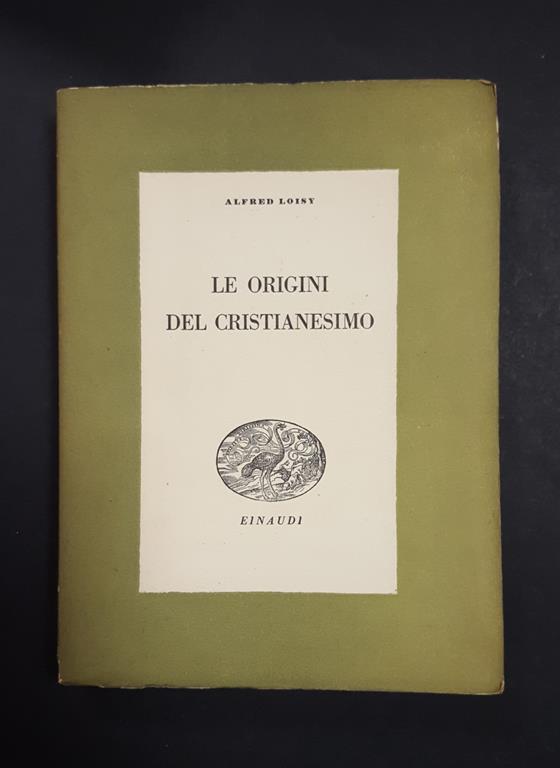 ALFRED LOISY
LE ORIGINI
DEL CRISTIANESIMO
EINAUDI